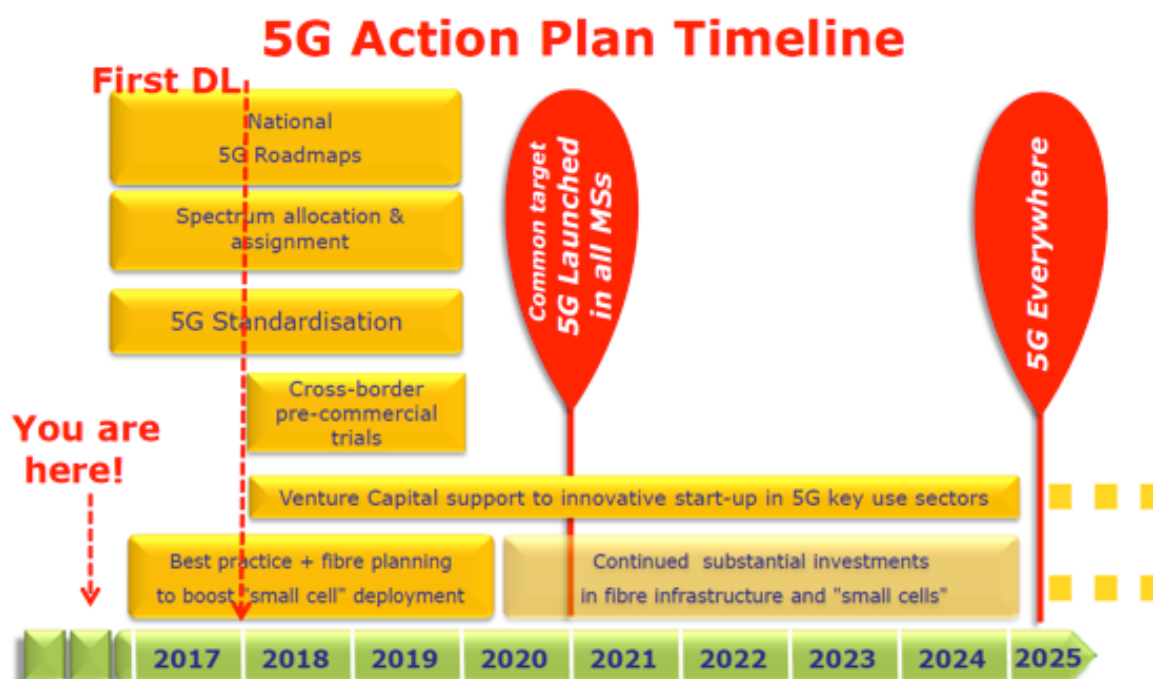 5G Action Plan Timeline
First DL
National
5G Roadmaps
Spectrum allocation &
assignment
5G Standardisation
Cross-border
pre-commercial
trials
Common target
5G Launched
in all MSs
5G Everywhere
You are
here!
Venture Capital support to innovative start-up in 5G key use sectors
Best practice + fibre planning
to boost "small cell" deployment
Continued substantial investments
in fibre infrastructure and "small cells"
2017 2018 2019 2020 2021 2022 2023 2024 2025